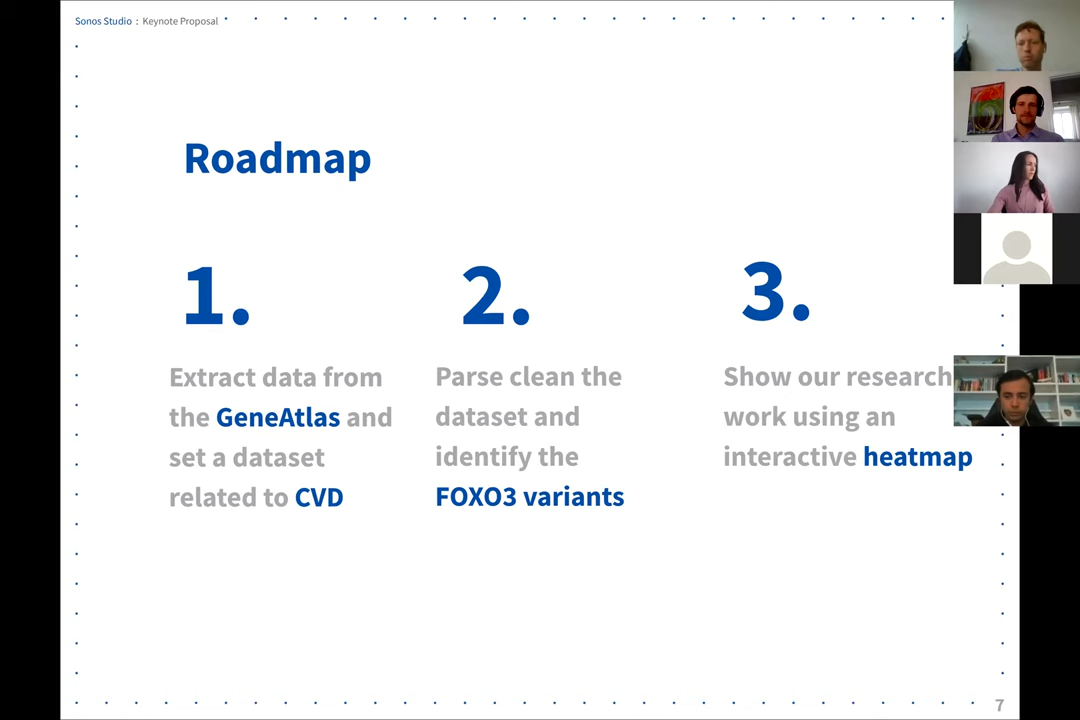 Sonos Studio : Keynote Proposal
Roadmap
1.
Extract data from
the GeneAtlas and
set a dataset
related to CVD
2.
Parse clean the
dataset and
identify the
FOXO3 variants
3.
Show our research
work using an
interactive heatmap
7